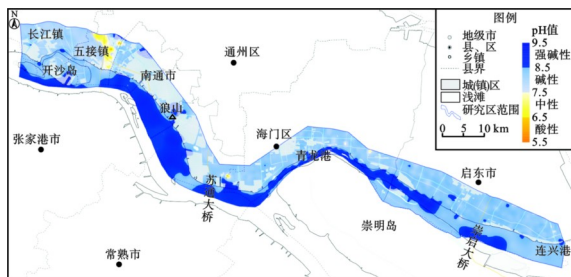 N
长江镇
五接镇
开沙岛
南通市
狼山
通州区
张家港市
海门区
青龙港
苏通大桥
常熟市
崇明岛
启东市
崇启大桥
连兴港
图例
地级市
县、区
乡镇
县界
城(镇)区
浅滩
研究区范围
0 10 km
pH值
9.5
强碱性
8.5
碱性
7.5
中性
6.5
酸性
5.5